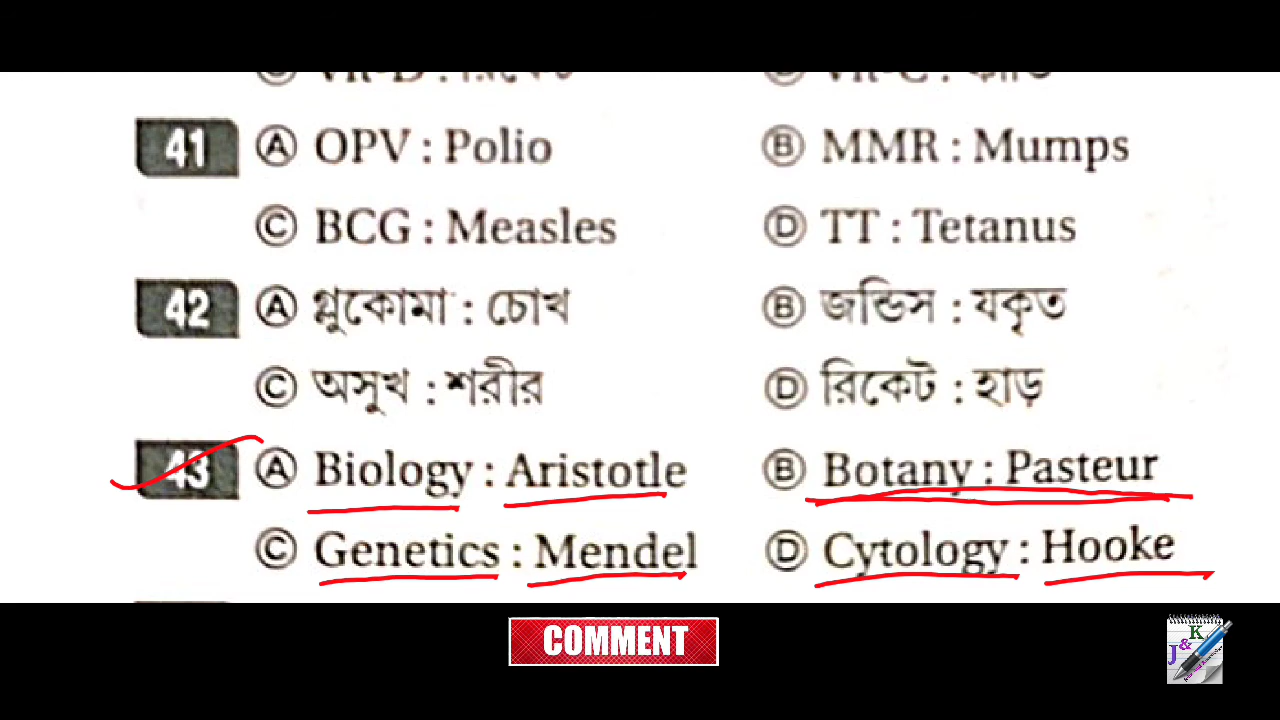 41 Ⓐ OPV : Polio Ⓑ MMR : Mumps
Ⓒ BCG : Measles Ⓓ TT : Tetanus
42 Ⓐ গ্লুকোমা : চোখ Ⓑ জন্ডিস : যকৃত
Ⓒ অসুখ : শরীর Ⓓ রিকেট : হাড়
43 Ⓐ Biology : Aristotle Ⓑ Botany : Pasteur
Ⓒ Genetics : Mendel Ⓓ Cytology : Hooke
COMMENT
J & K